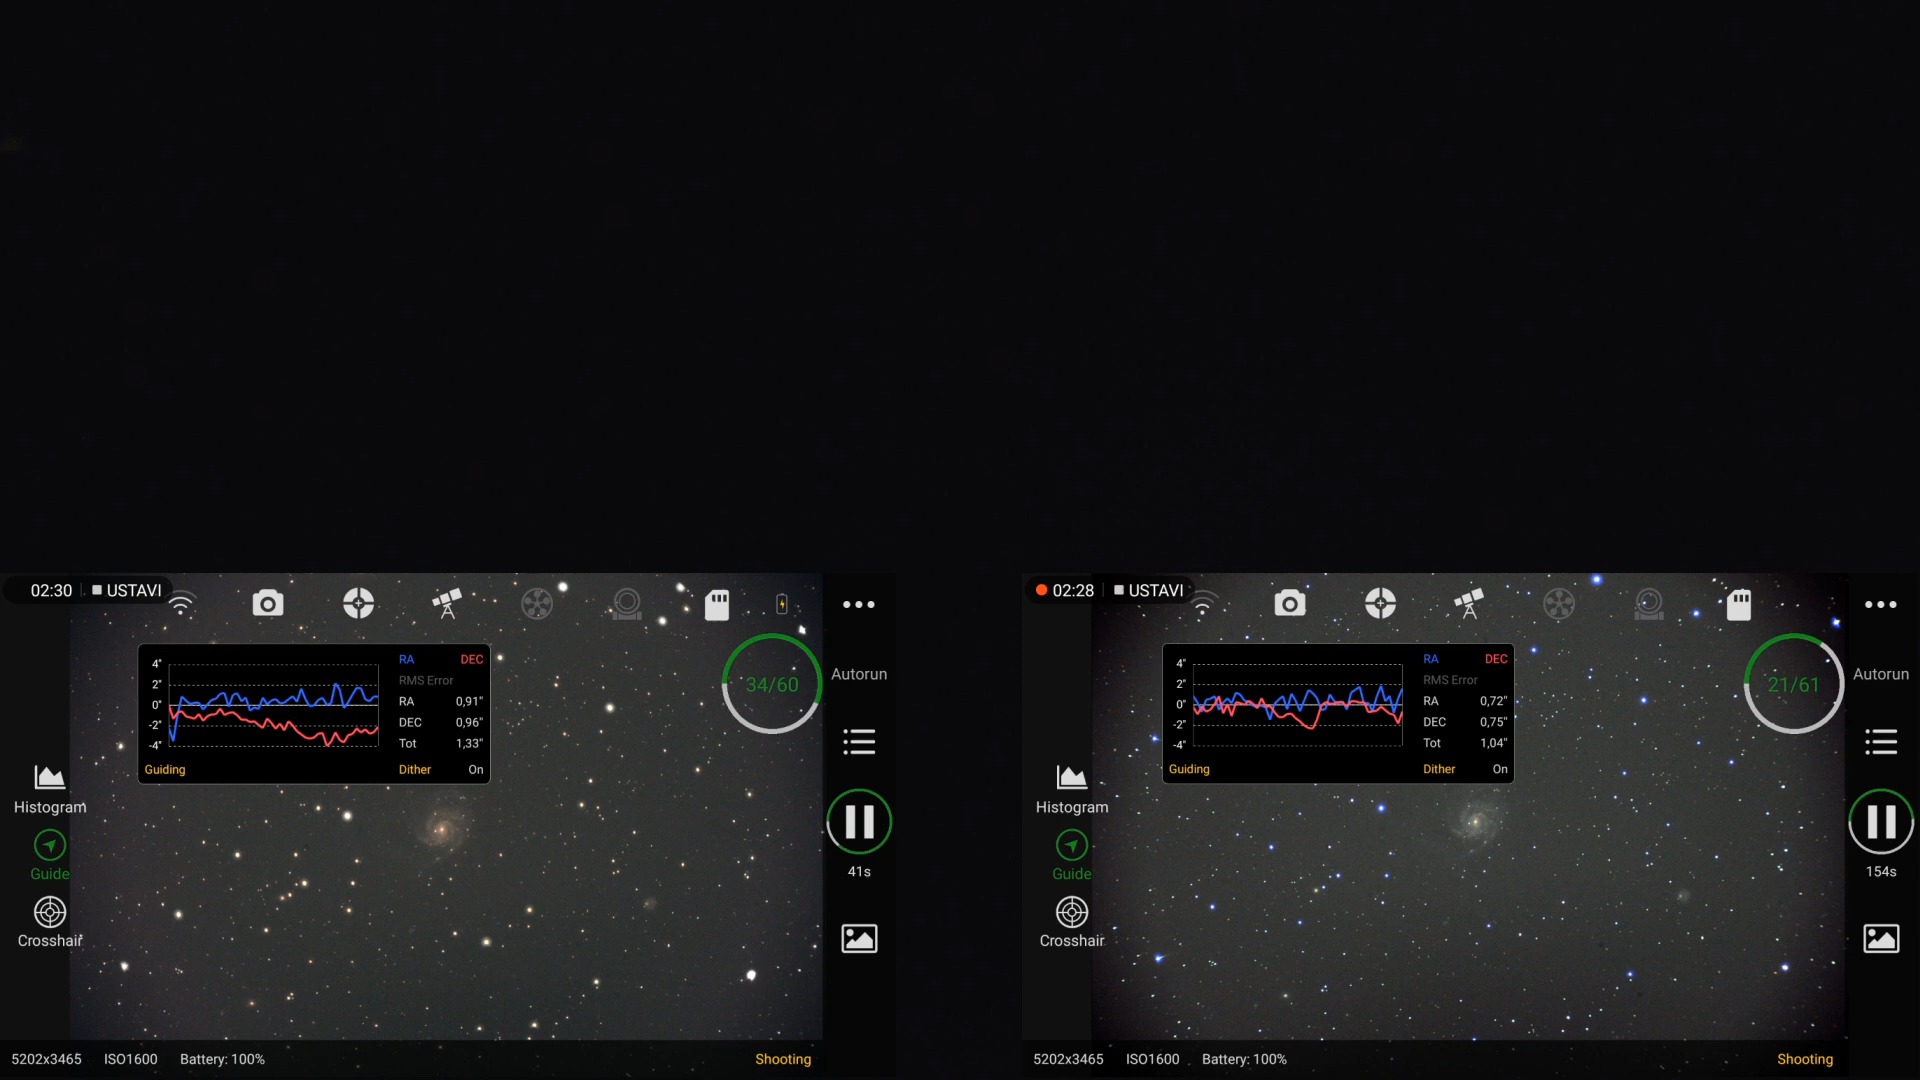 02:30 USTAVI
4"
2"
0"
-2"
-4"
RA DEC
RMS Error
RA 0,91"
DEC 0,96"
Tot 1,33"
Guiding Dither On
34/60
Autorun
41s
Histogram
Guide
Crosshair
5202x3465 ISO1600 Battery: 100% Shooting
02:28 USTAVI
4"
2"
0"
-2"
-4"
RA DEC
RMS Error
RA 0,72"
DEC 0,75"
Tot 1,04"
Guiding Dither On
21/61
Autorun
154s
Histogram
Guide
Crosshair
5202x3465 ISO1600 Battery: 100% Shooting